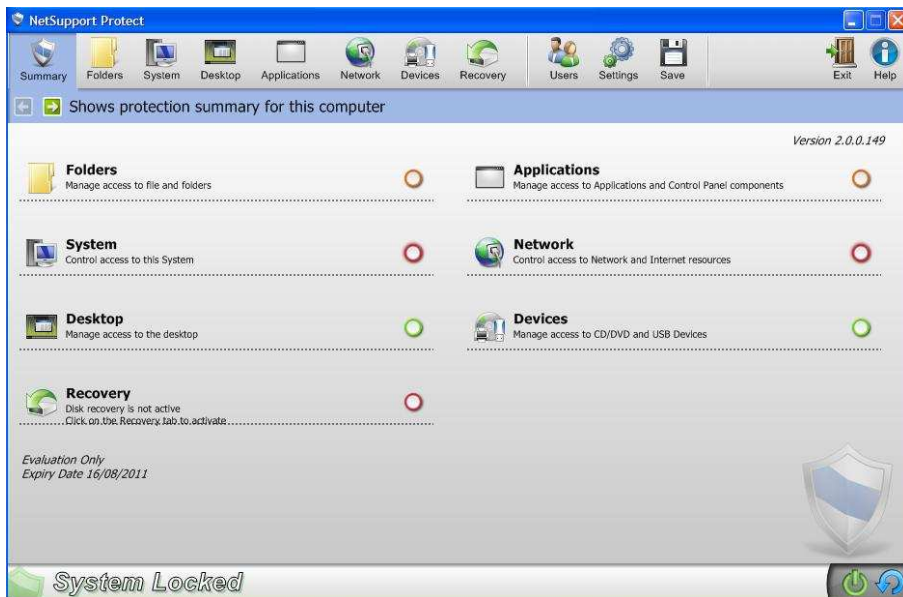 NetSupport Protect
Summary Folders System Desktop Applications Network Devices Recovery Users Settings Save Exit Help
Shows protection summary for this computer
Version 2.0.0.149
Folders
Manage access to file and folders
Applications
Manage access to Applications and Control Panel components
System
Control access to this System
Network
Control access to Network and Internet resources
Desktop
Manage access to the desktop
Devices
Manage access to CD/DVD and USB Devices
Recovery
Disk recovery is not active
Click on the Recovery tab to activate
Evaluation Only
Expiry Date 16/08/2011
System Locked